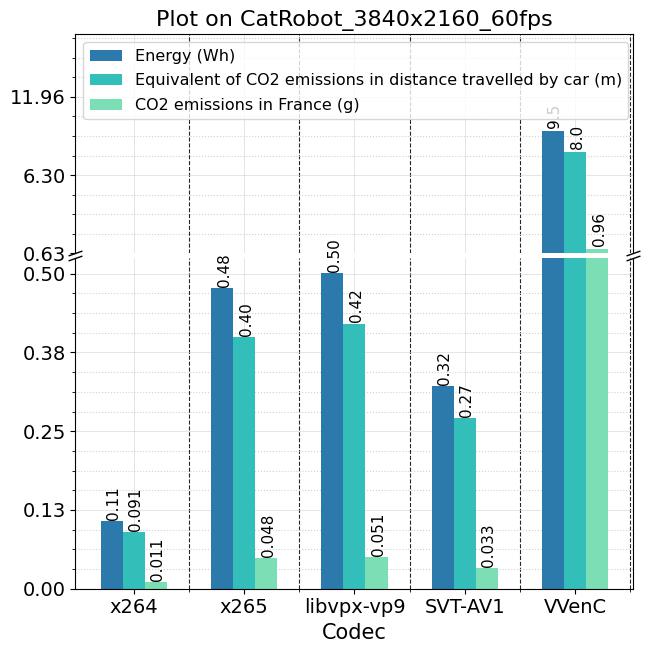 Plot on CatRobot_3840x2160_60fps
Energy (Wh)
Equivalent of CO2 emissions in distance travelled by car (m)
CO2 emissions in France (g)
11.96
6.30
0.63
0.50
0.38
0.25
0.13
0.00
0.11
0.091
0.011
0.48
0.40
0.048
0.50
0.42
0.051
0.32
0.27
0.033
9.5
8.0
0.96
x264
x265
libvpx-vp9
SVT-AV1
VVenC
Codec